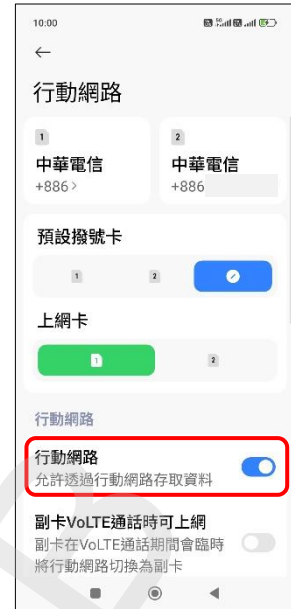 10:00
行動網路
1
2
中華電信
中華電信
+886 >
+886
預設撥號卡
1
2
上網卡
1
2
行動網路
行動網路
允許透過行動網路存取資料
副卡VoLTE通話時可上網
副卡在VoLTE通話期間會臨時
將行動網路切換為副卡